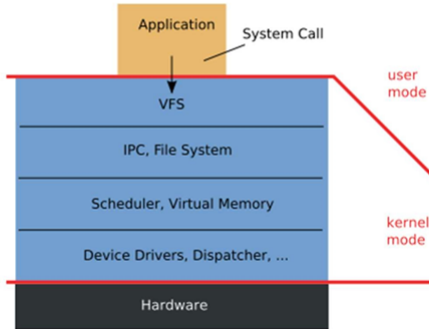 Application
System Call
user
mode
VFS
IPC, File System
Scheduler, Virtual Memory
kernel
mode
Device Drivers, Dispatcher, ...
Hardware